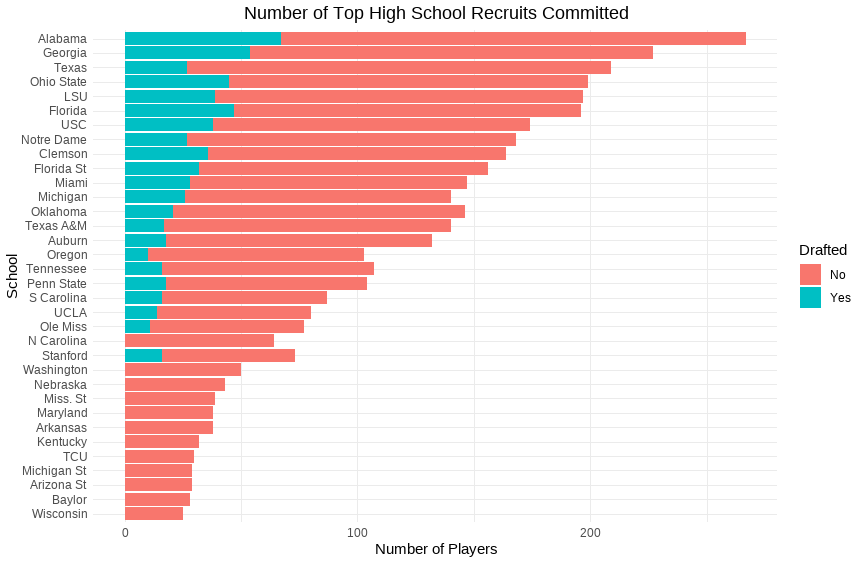 Number of Top High School Recruits Committed
Alabama
Georgia
Texas
Ohio State
LSU
Florida
USC
Notre Dame
Clemson
Florida St
Miami
Michigan
Oklahoma
Texas A&M
Auburn
Oregon
Tennessee
Penn State
S Carolina
UCLA
Ole Miss
N Carolina
Stanford
Washington
Nebraska
Miss. St
Maryland
Arkansas
Kentucky
TCU
Michigan St
Arizona St
Baylor
Wisconsin
School
0 100 200
Number of Players
Drafted
No
Yes